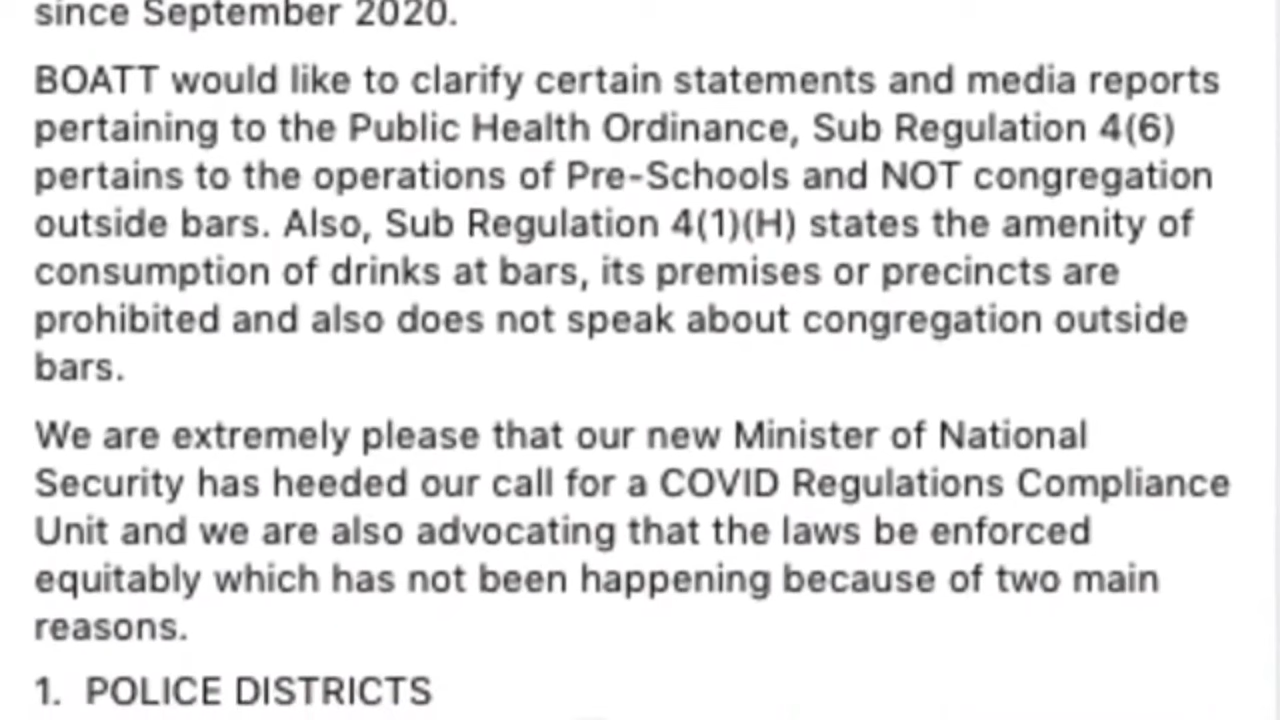 since September 2020.
BOATT would like to clarify certain statements and media reports
pertaining to the Public Health Ordinance, Sub Regulation 4(6)
pertains to the operations of Pre-Schools and NOT congregation
outside bars. Also, Sub Regulation 4(1)(H) states the amenity of
consumption of drinks at bars, its premises or precincts are
prohibited and also does not speak about congregation outside
bars.
We are extremely please that our new Minister of National
Security has heeded our call for a COVID Regulations Compliance
Unit and we are also advocating that the laws be enforced
equitably which has not been happening because of two main
reasons.
1. POLICE DISTRICTS